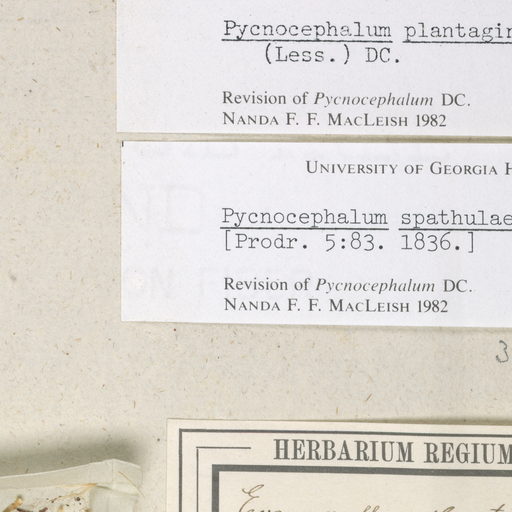 Pycnocephalum plantagin
(Less.) DC.
Revision of Pycnocephalum DC.
NANDA F. F. MACLEISH 1982
UNIVERSITY OF GEORGIA H
Pycnocephalum spathulae
[Prodr. 5:83. 1836.]
Revision of Pycnocephalum DC.
NANDA F. F. MACLEISH 1982
3
HERBARIUM REGIUM